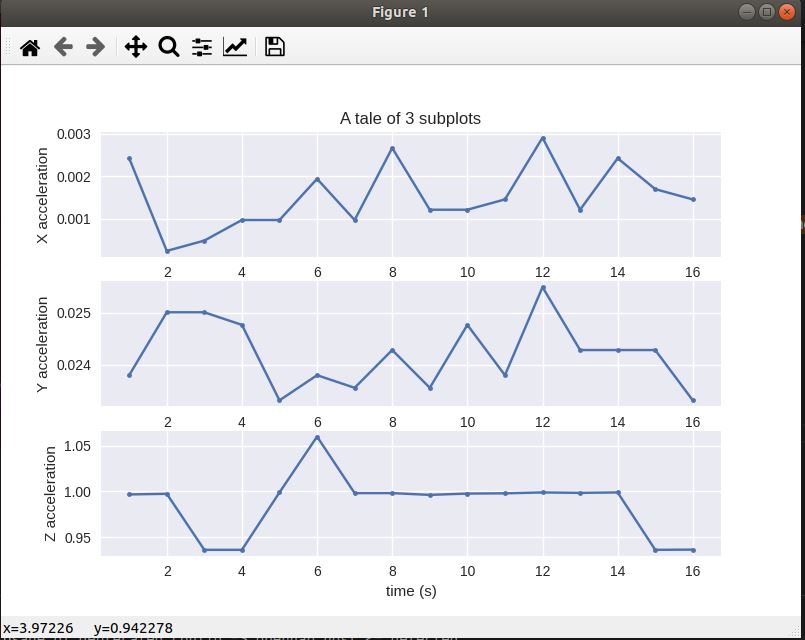 Figure 1
A tale of 3 subplots
X acceleration
0.003
0.002
0.001
2 4 6 8 10 12 14 16
Y acceleration
0.025
0.024
2 4 6 8 10 12 14 16
Z acceleration
1.05
1.00
0.95
2 4 6 8 10 12 14 16
time (s)
x=3.97226 y=0.942278